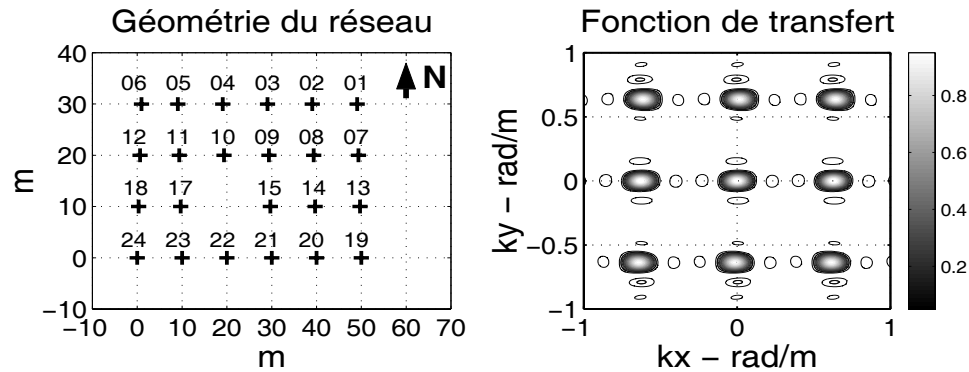 Géométrie du réseau
40
30
20
10
0
−10
m
06 05 04 03 02 01
N
12 11 10 09 08 07
18 17 15 14 13
24 23 22 21 20 19
−10 0 10 20 30 40 50 60 70
m
Fonction de transfert
1
0.5
0
−0.5
−1
ky − rad/m
−1 0 1
kx − rad/m
0.8
0.6
0.4
0.2